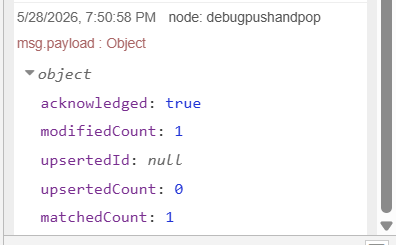 5/28/2026, 7:50:58 PM node: debugpushandpop
msg.payload : Object
object
acknowledged: true
modifiedCount: 1
upsertedId: null
upsertedCount: 0
matchedCount: 1